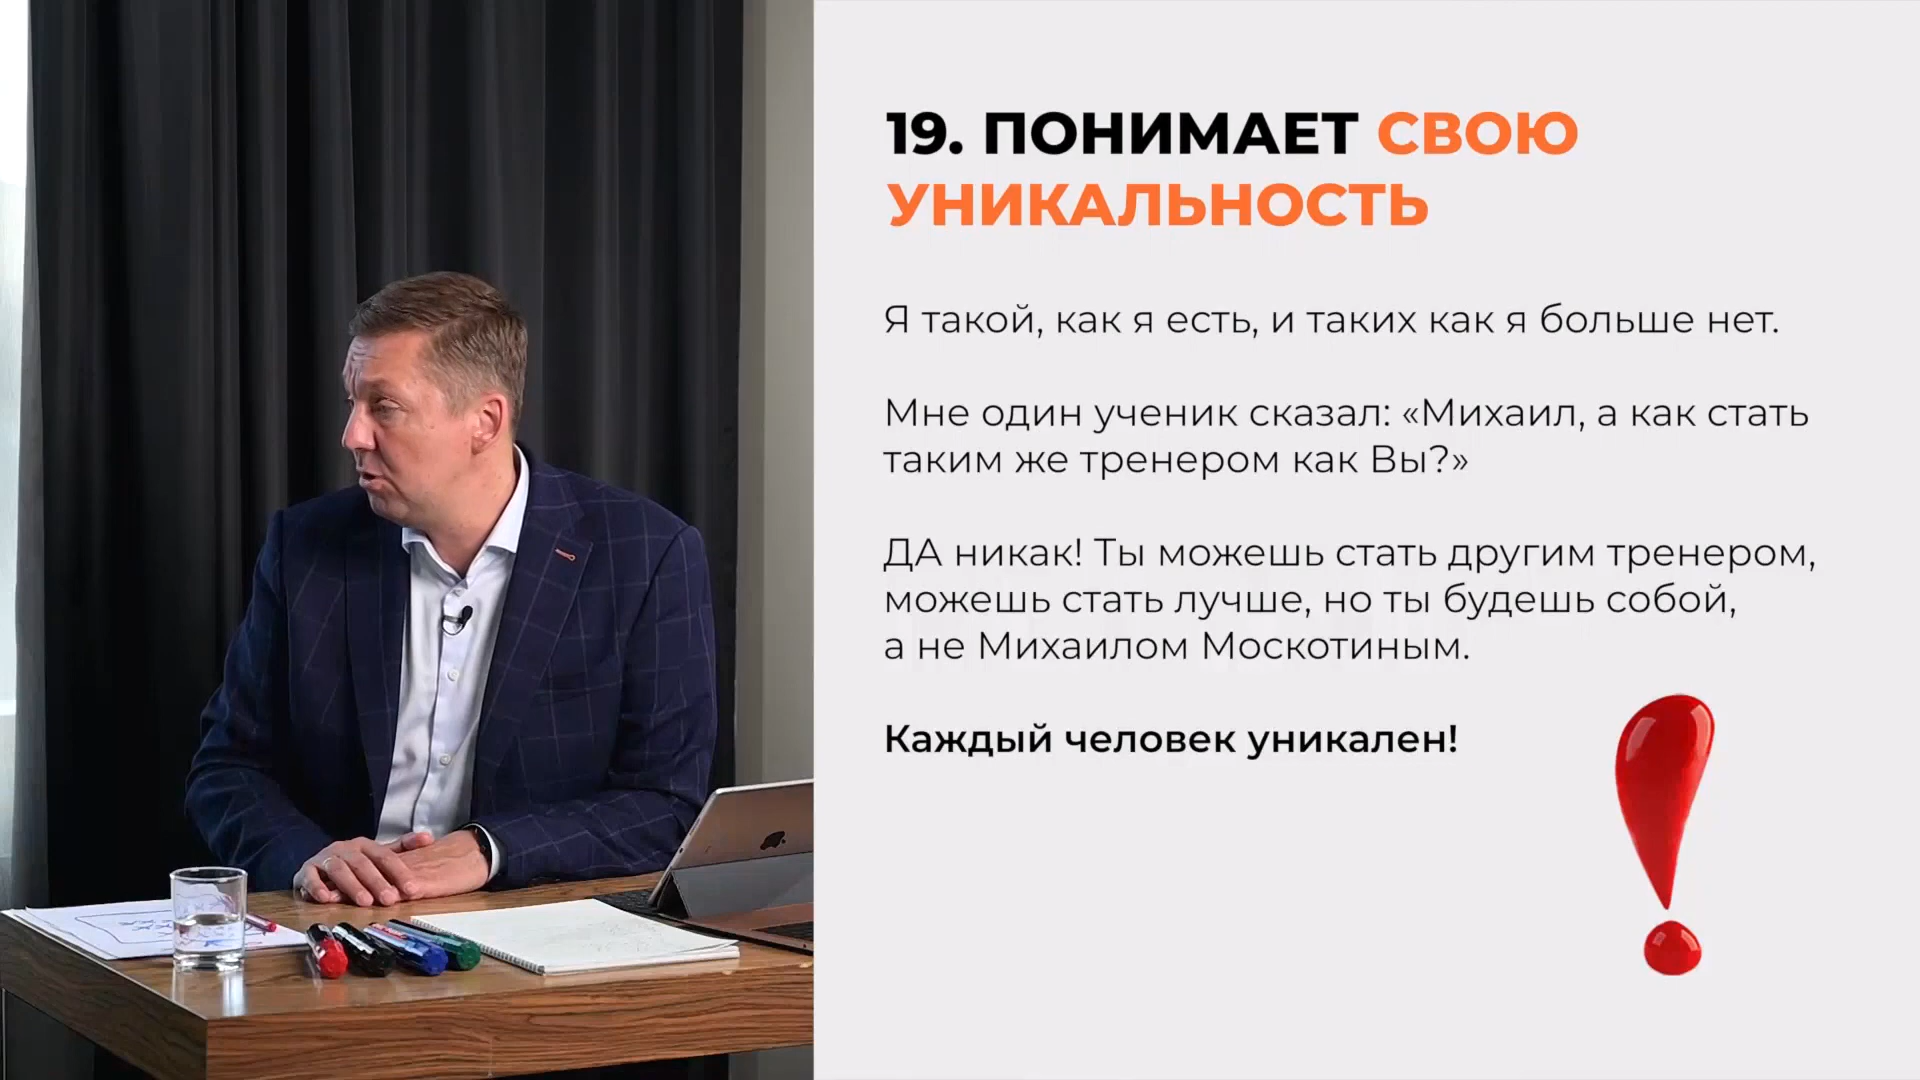 19. ПОНИМАЕТ СВОЮ
УНИКАЛЬНОСТЬ
Я такой, как я есть, и таких как я больше нет.
Мне один ученик сказал: «Михаил, а как стать
таким же тренером как Вы?»
ДА никак! Ты можешь стать другим тренером,
можешь стать лучше, но ты будешь собой,
а не Михаилом Москотиным.
Каждый человек уникален!